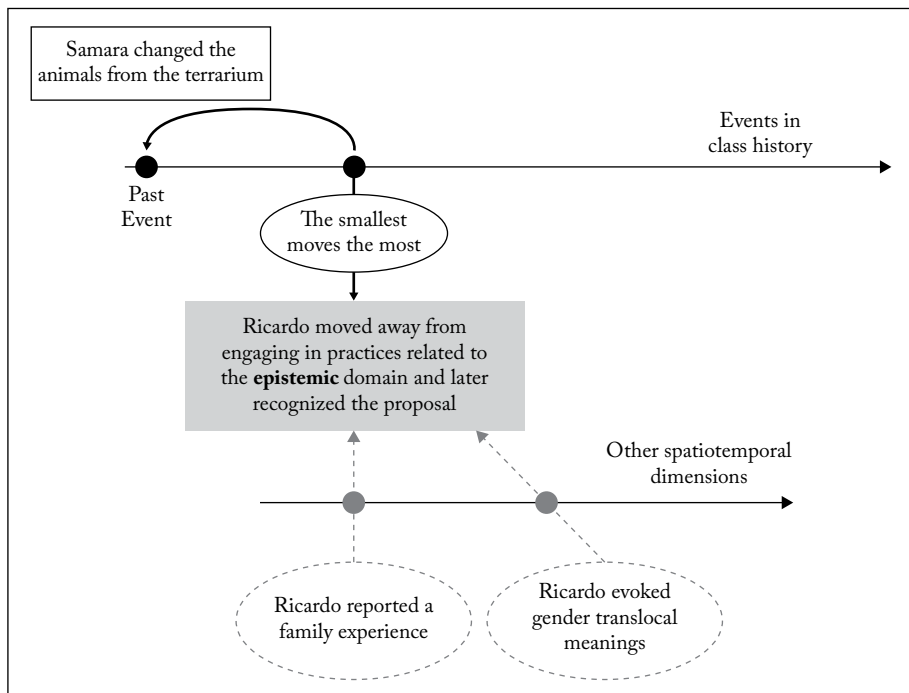 Samara changed the
animals from the terrarium
Events in
class history
Past
Event
The smallest
moves the most
Ricardo moved away from
engaging in practices related to
the epistemic domain and later
recognized the proposal
Other spatiotemporal
dimensions
Ricardo reported a
family experience
Ricardo evoked
gender translocal
meanings